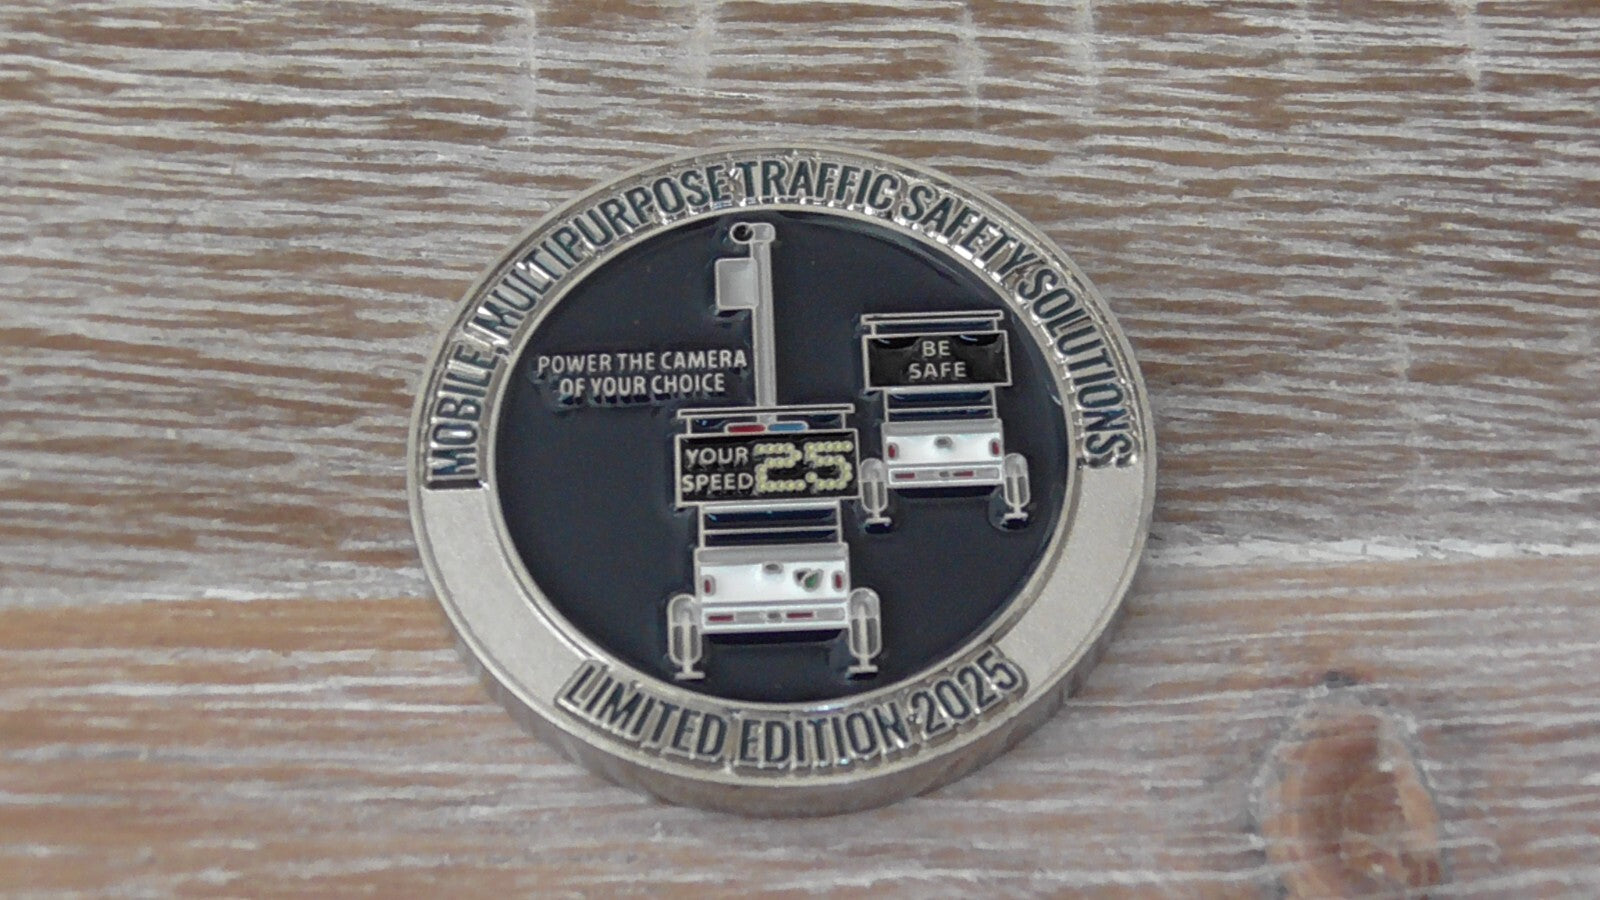 MOBILE, MULTIPURPOSE TRAFFIC SAFETY SOLUTIONS
POWER THE CAMERA
OF YOUR CHOICE
BE
SAFE
YOUR
SPEED
25
LIMITED EDITION 2025